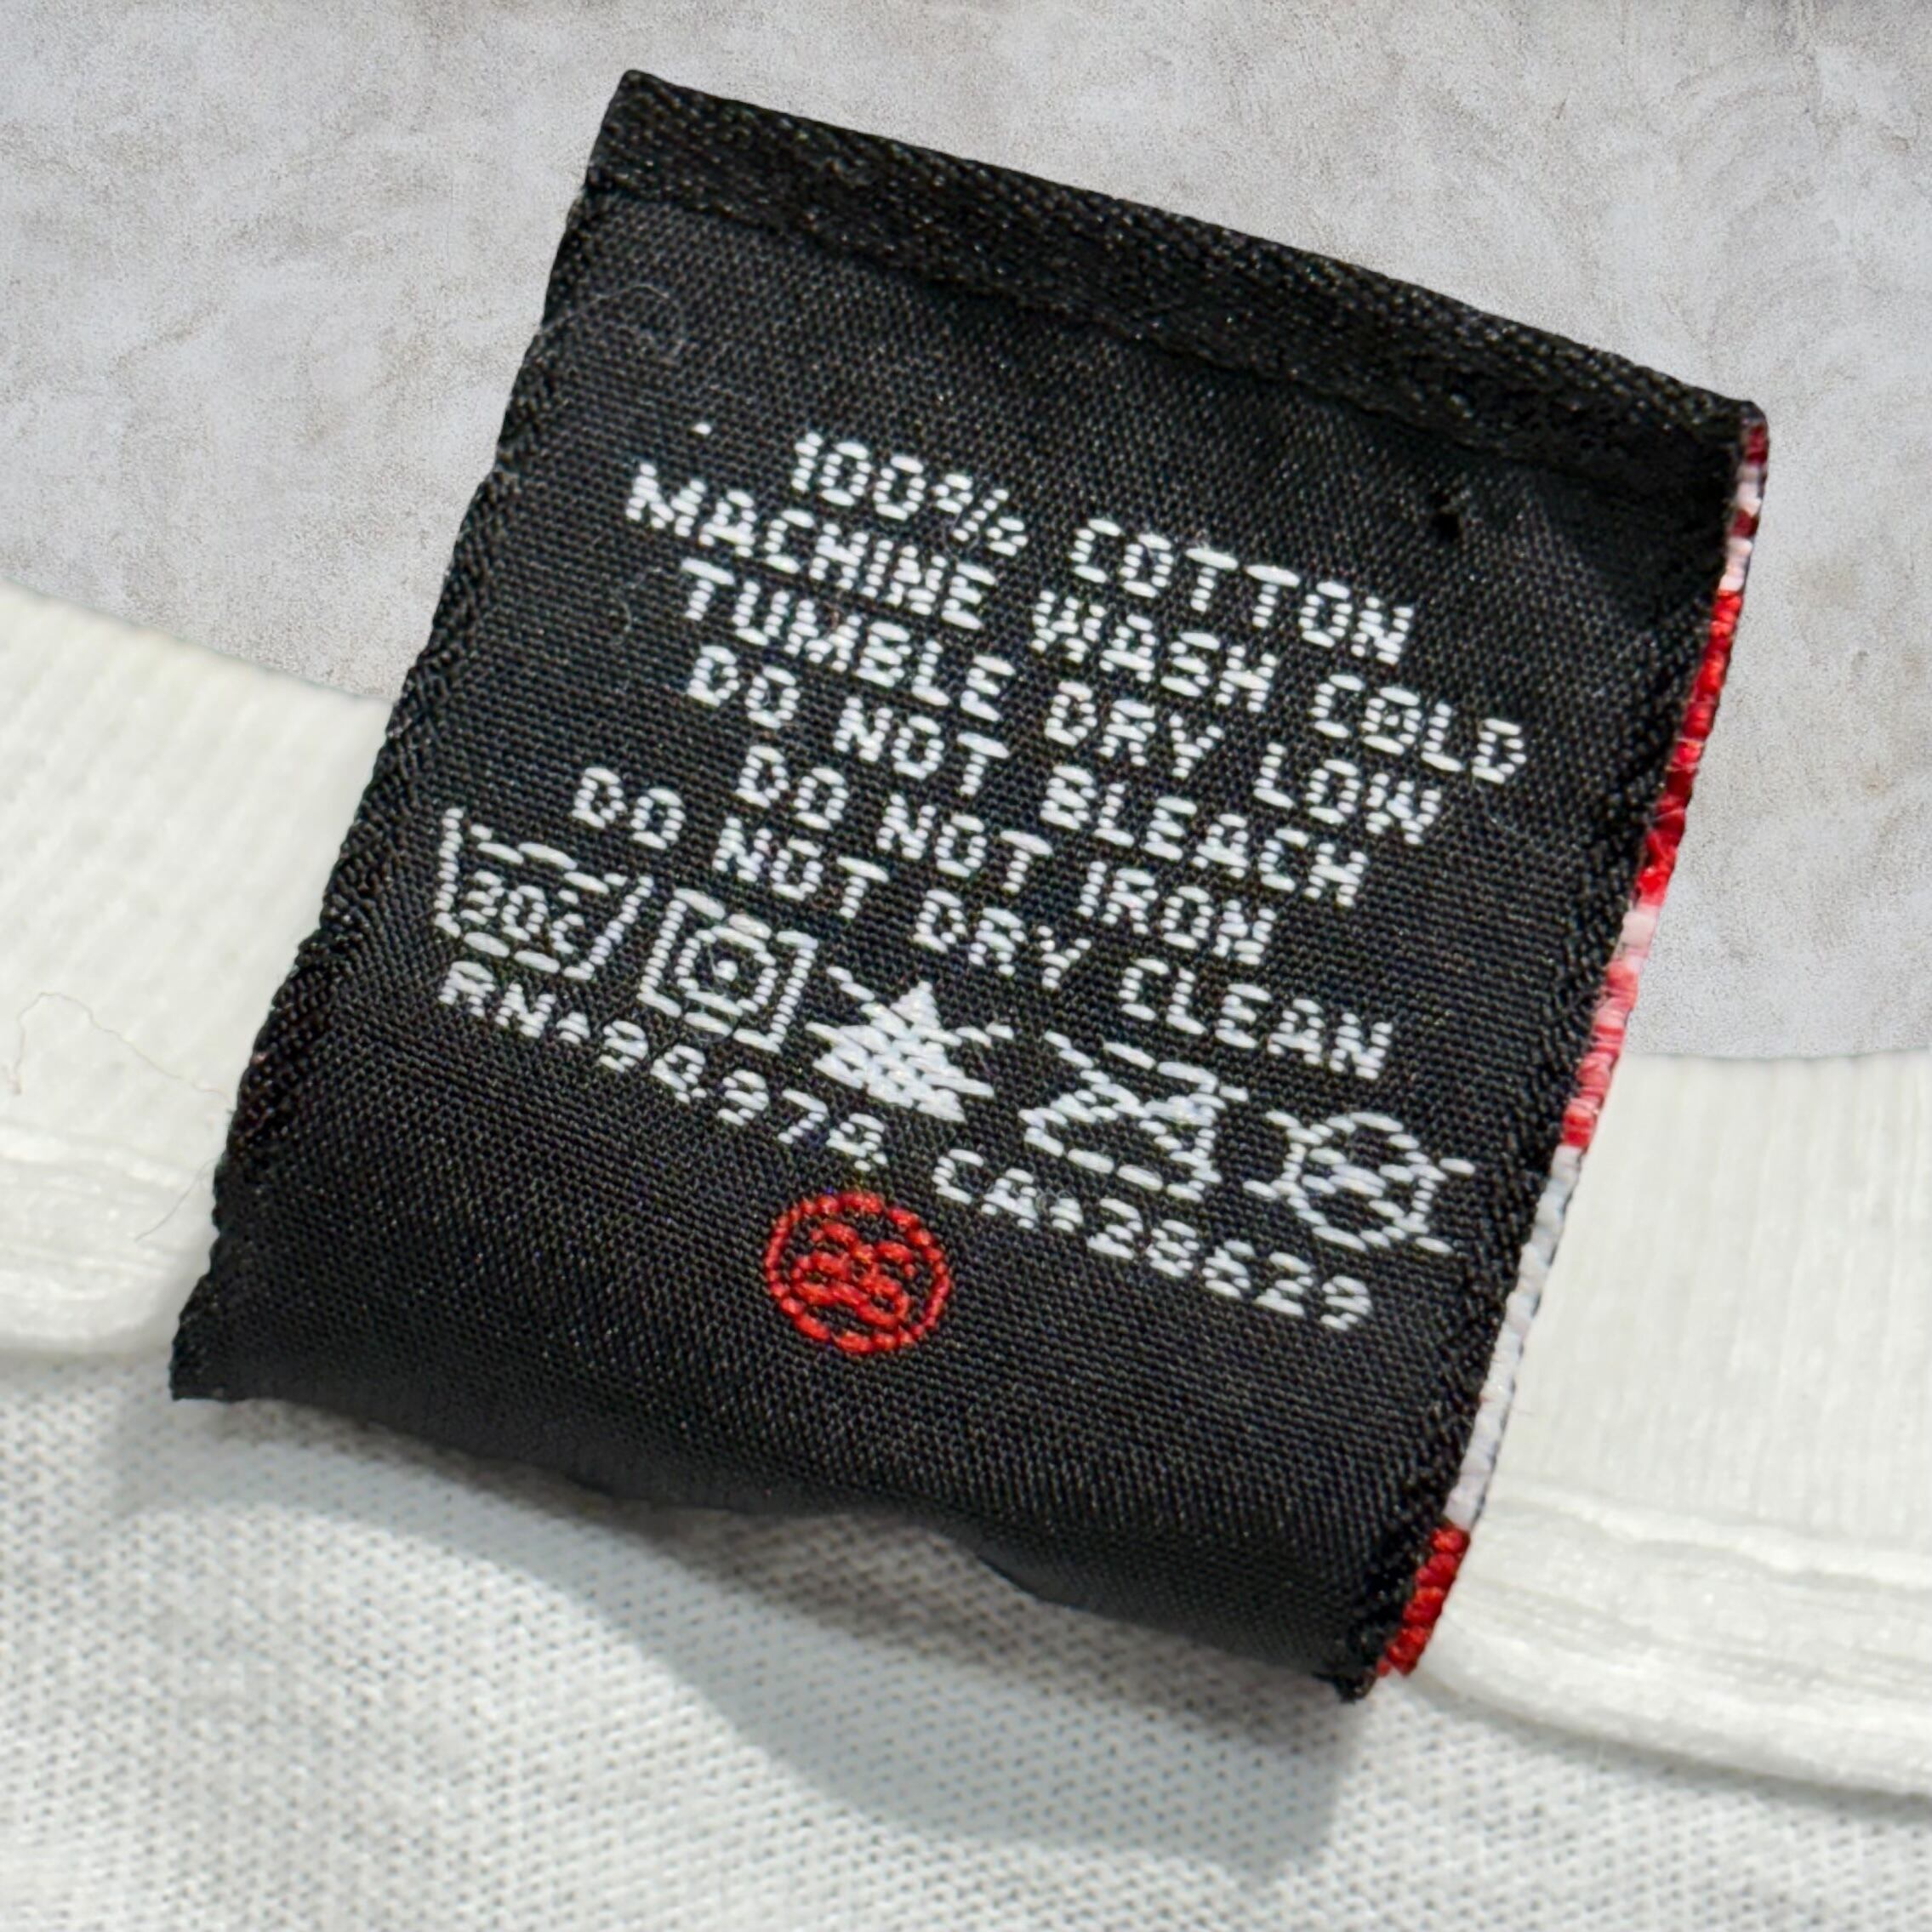 100% COTTON
MACHINE WASH COLD
TUMBLE DRY LOW
DO NOT BLEACH
DO NOT IRON
DO NOT DRY CLEAN
20c
RN•94979 CA•28629